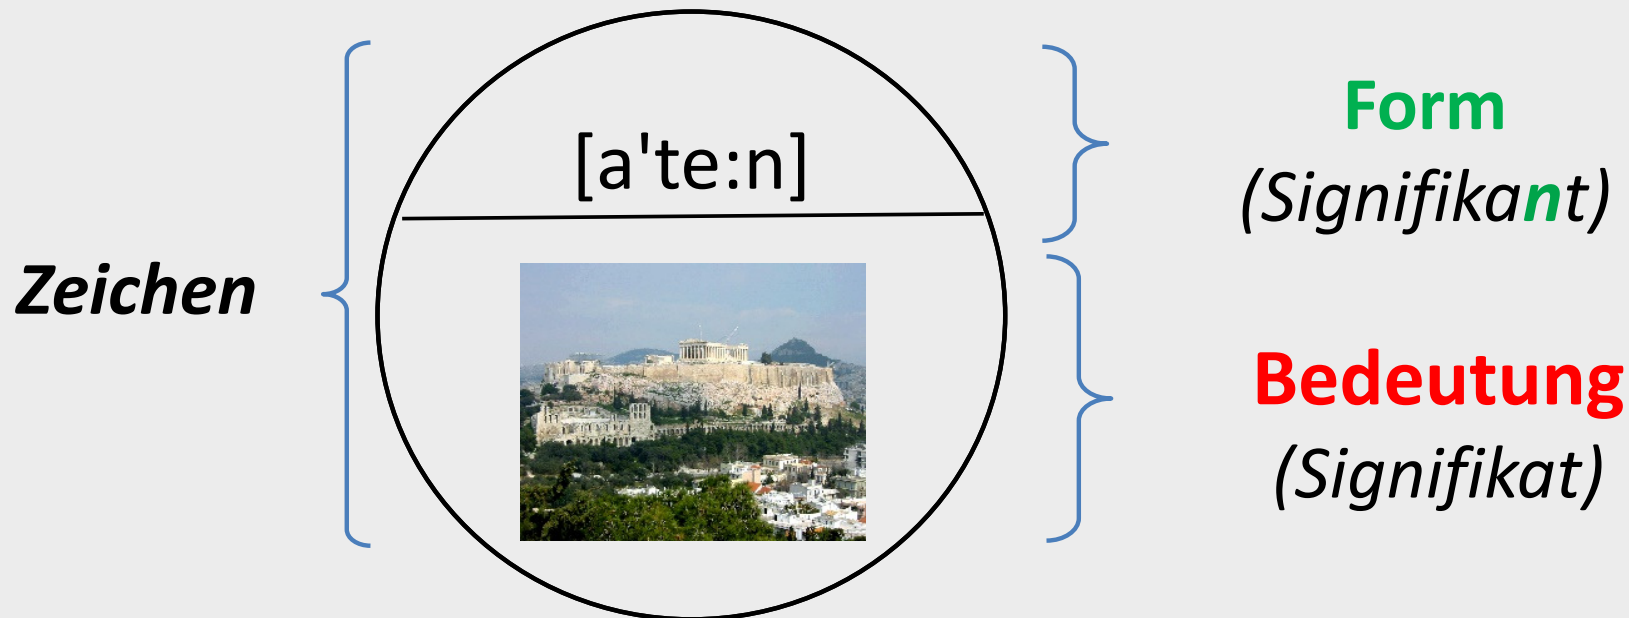 Zeichen
[a'te:n]
Form
(Signifikant)
Bedeutung
(Signifikat)